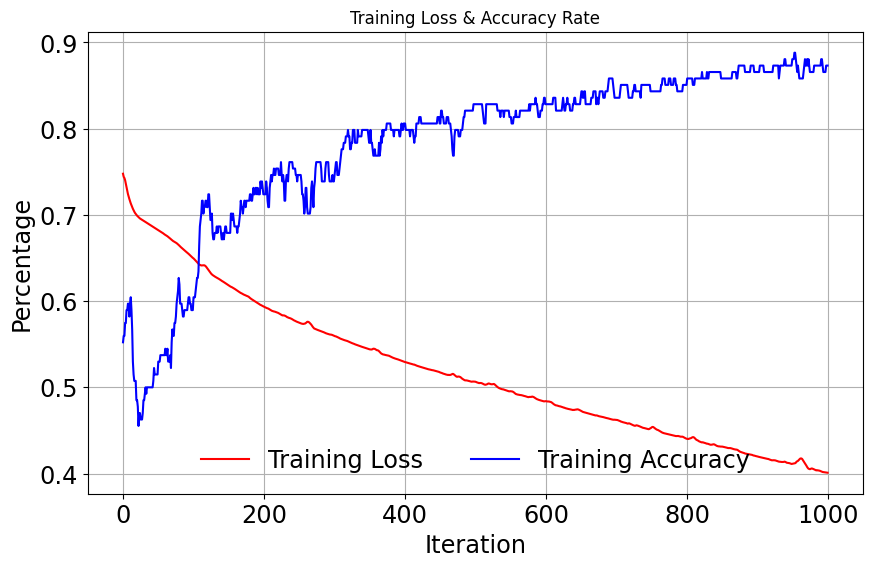 Training Loss & Accuracy Rate
0.9
0.8
0.7
0.6
0.5
0.4
Percentage
Training Loss
Training Accuracy
0
200
400
600
800
1000
Iteration